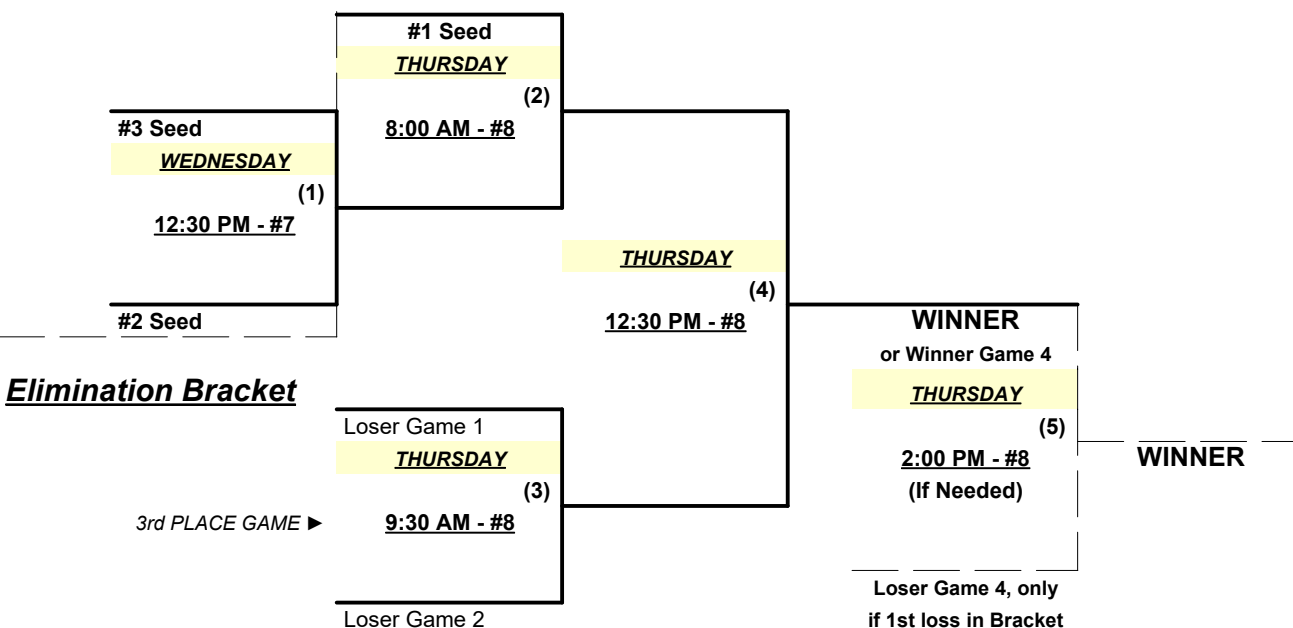 #1 Seed
THURSDAY
(2)
8:00 AM - #8
#3 Seed
WEDNESDAY
(1)
12:30 PM - #7
#2 Seed
THURSDAY
(4)
12:30 PM - #8
WINNER
or Winner Game 4
THURSDAY
(5)
2:00 PM - #8
(If Needed)
WINNER
Loser Game 4, only
if 1st loss in Bracket
Elimination Bracket
Loser Game 1
THURSDAY
(3)
3rd PLACE GAME ►
9:30 AM - #8
Loser Game 2